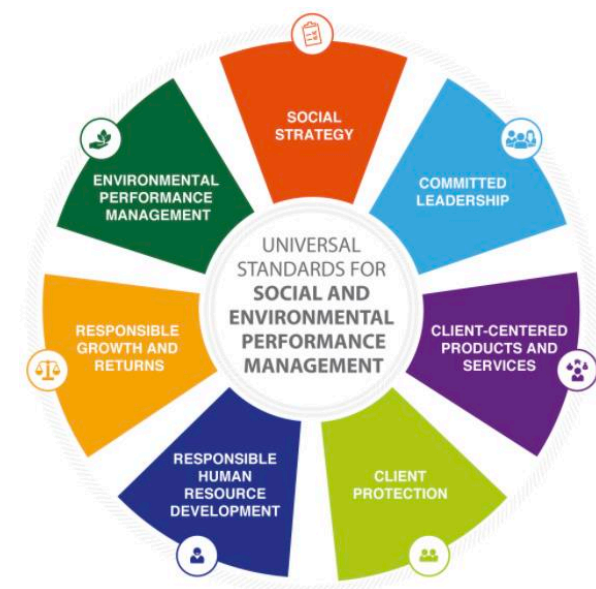 SOCIAL
STRATEGY
COMMITTED
LEADERSHIP
CLIENT-CENTERED
PRODUCTS AND
SERVICES
CLIENT
PROTECTION
RESPONSIBLE
HUMAN
RESOURCE
DEVELOPMENT
RESPONSIBLE
GROWTH AND
RETURNS
ENVIRONMENTAL
PERFORMANCE
MANAGEMENT
UNIVERSAL
STANDARDS FOR
SOCIAL AND
ENVIRONMENTAL
PERFORMANCE
MANAGEMENT